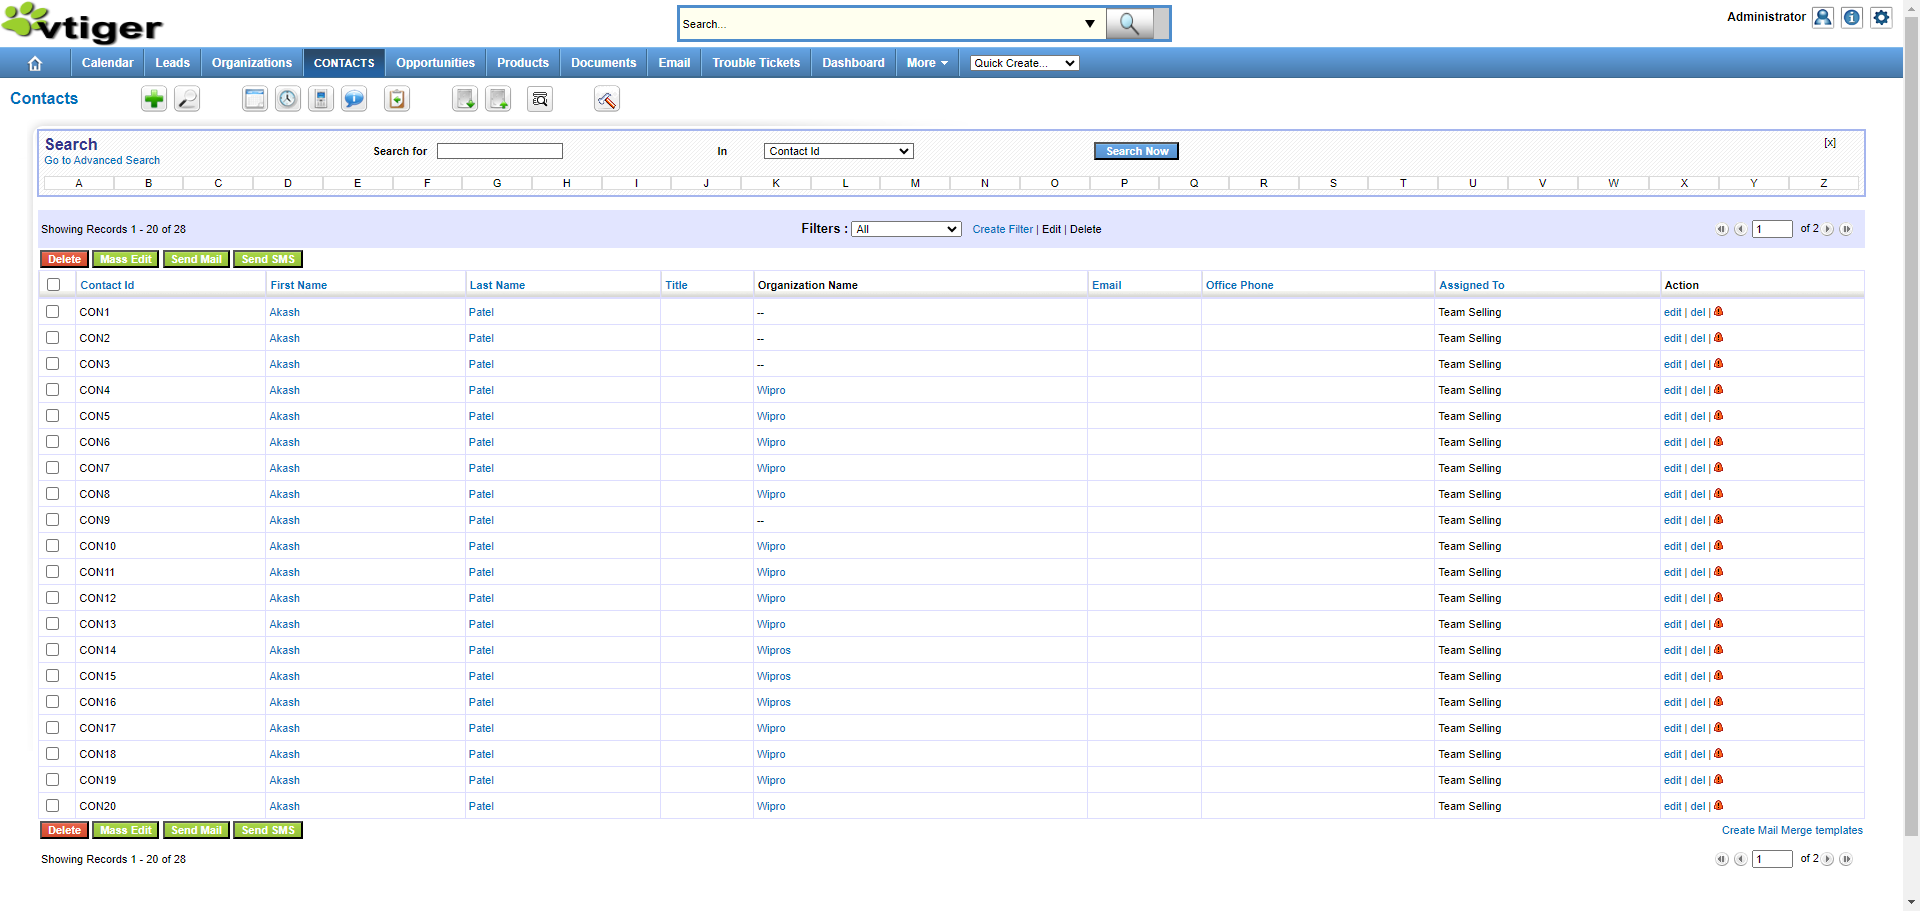 vtiger
Search...
Administrator
Calendar Leads Organizations CONTACTS Opportunities Products Documents Email Trouble Tickets Dashboard More Quick Create...
Contacts
Search
Go to Advanced Search
Search for In Contact Id Search Now [x]
A B C D E F G H I J K L M N O P Q R S T U V W X Y Z
Showing Records 1 - 20 of 28 Filters : All Create Filter | Edit | Delete 1 of 2
Delete Mass Edit Send Mail Send SMS
Contact Id First Name Last Name Title Organization Name Email Office Phone Assigned To Action
CON1 Akash Patel -- Team Selling edit | del |
CON2 Akash Patel -- Team Selling edit | del |
CON3 Akash Patel -- Team Selling edit | del |
CON4 Akash Patel Wipro Team Selling edit | del |
CON5 Akash Patel Wipro Team Selling edit | del |
CON6 Akash Patel Wipro Team Selling edit | del |
CON7 Akash Patel Wipro Team Selling edit | del |
CON8 Akash Patel Wipro Team Selling edit | del |
CON9 Akash Patel -- Team Selling edit | del |
CON10 Akash Patel Wipro Team Selling edit | del |
CON11 Akash Patel Wipro Team Selling edit | del |
CON12 Akash Patel Wipro Team Selling edit | del |
CON13 Akash Patel Wipro Team Selling edit | del |
CON14 Akash Patel Wipros Team Selling edit | del |
CON15 Akash Patel Wipros Team Selling edit | del |
CON16 Akash Patel Wipros Team Selling edit | del |
CON17 Akash Patel Wipro Team Selling edit | del |
CON18 Akash Patel Wipro Team Selling edit | del |
CON19 Akash Patel Wipro Team Selling edit | del |
CON20 Akash Patel Wipro Team Selling edit | del |
Delete Mass Edit Send Mail Send SMS Create Mail Merge templates
Showing Records 1 - 20 of 28 1 of 2